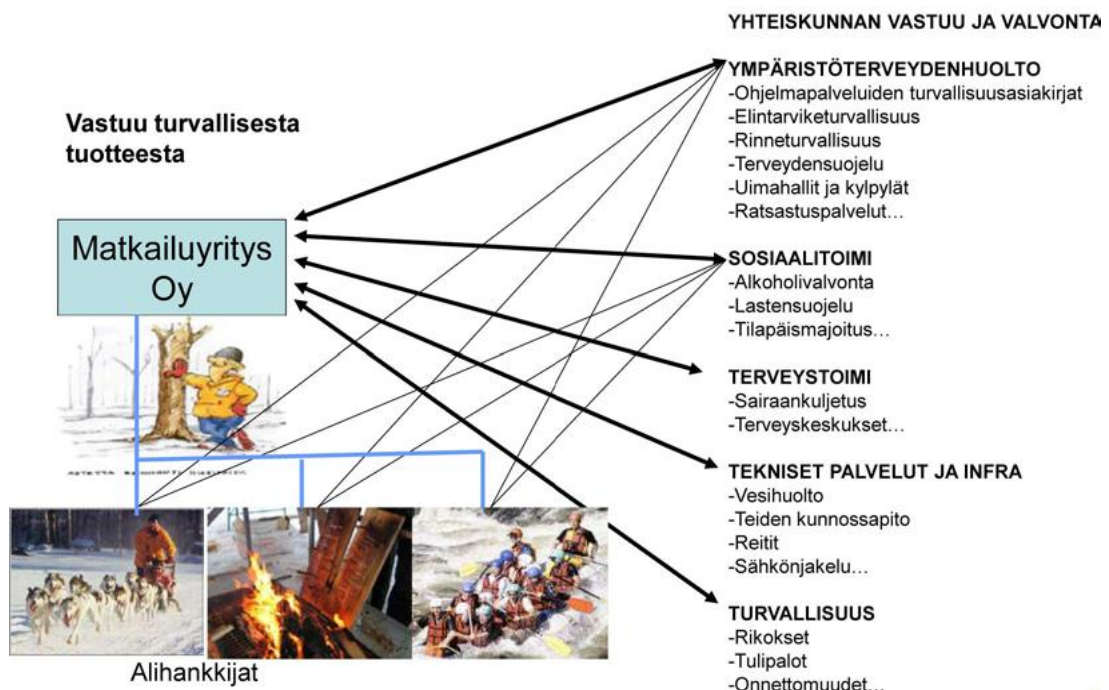 YHTEISKUNNAN VASTUU JA VALVONTA
Vastuu turvallisesta
tuotteesta
Matkailuyritys
Oy
Alihankkijat
YMPÄRISTÖTERVEYDENHUOLTO
-Ohjelmapalveluiden turvallisuusasiakirjat
-Elintarviketurvallisuus
-Rinneturvallisuus
-Terveydensuojelu
-Uimahallit ja kylpylät
-Ratsastuspalvelut...
SOSIAALITOIMI
-Alkoholivalvonta
-Lastensuojelu
-Tilapäismajoitus...
TERVEYSTOIMI
-Sairaankuljetus
-Terveyskeskukset...
TEKNISET PALVELUT JA INFRA
-Vesihuolto
-Teiden kunnossapito
-Reitit
-Sähkönjakelu...
TURVALLISUUS
-Rikokset
-Tulipalot
-Onnettomuudet...